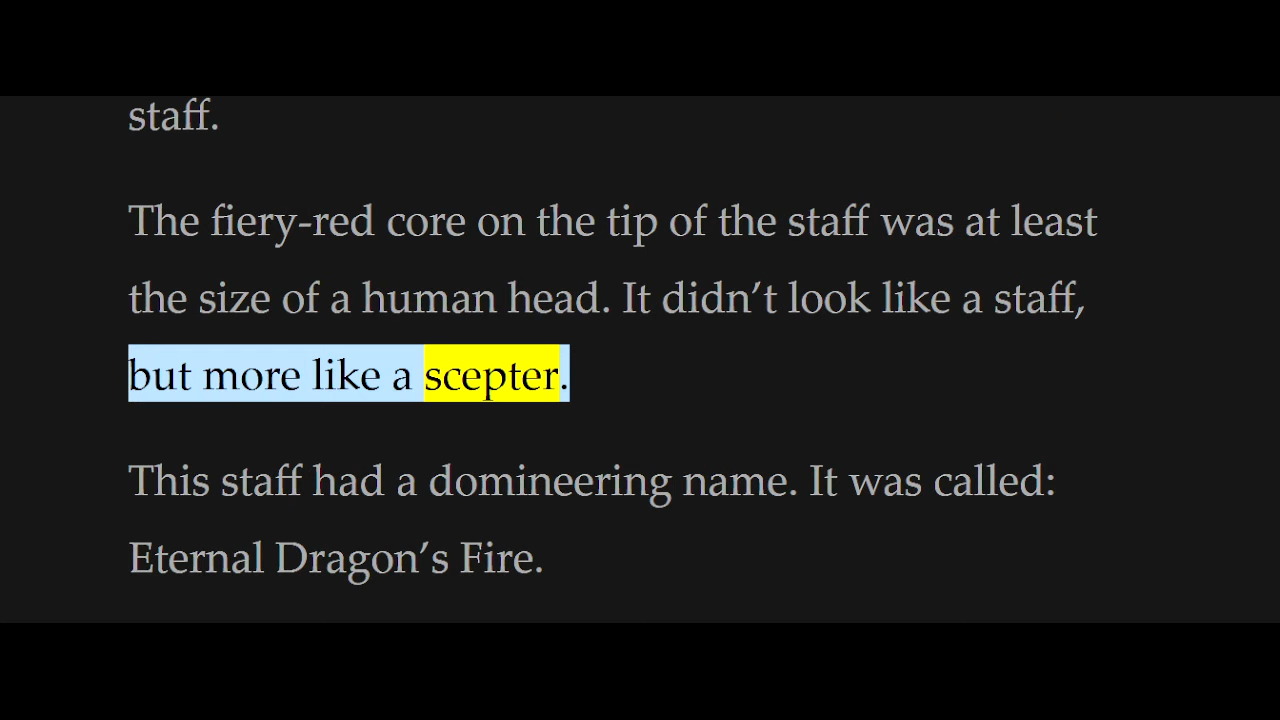 staff.
The fiery-red core on the tip of the staff was at least
the size of a human head. It didn’t look like a staff,
but more like a scepter.
This staff had a domineering name. It was called:
Eternal Dragon’s Fire.